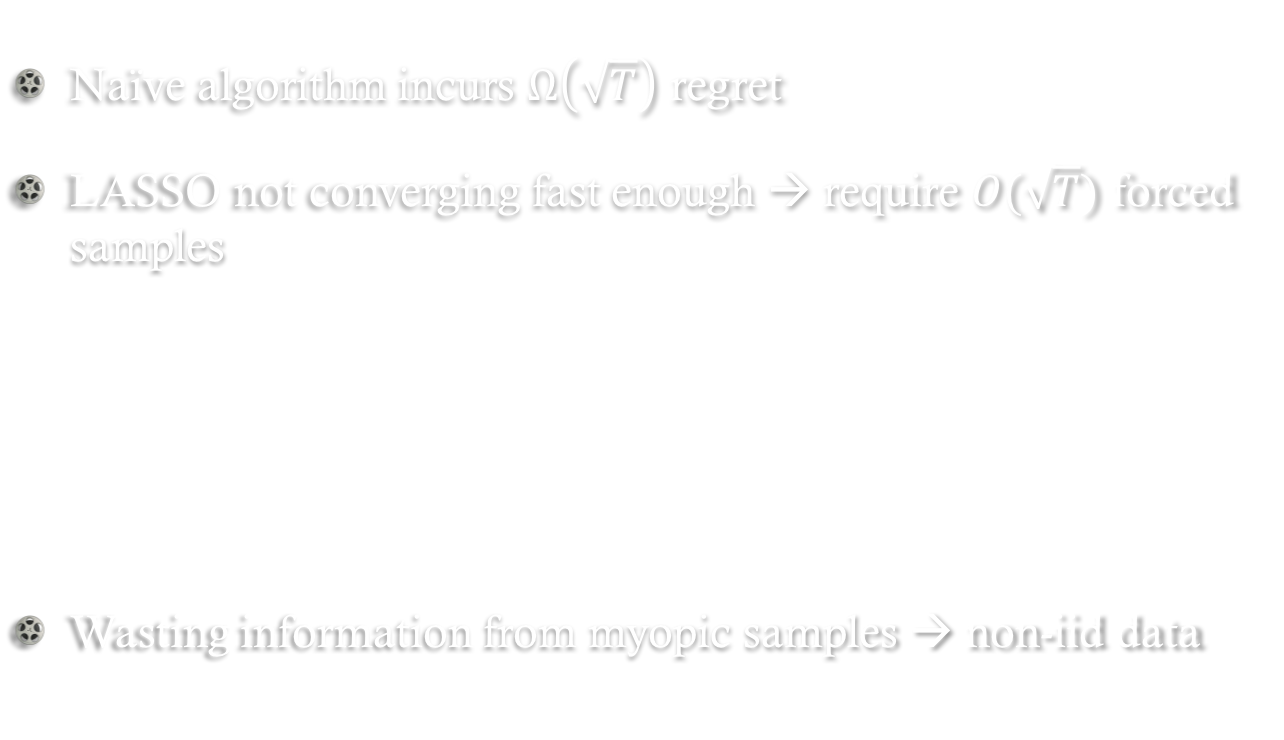 Naïve algorithm incurs Ω(√T) regret
LASSO not converging fast enough → require O(√T) forced
samples
Wasting information from myopic samples → non-iid data